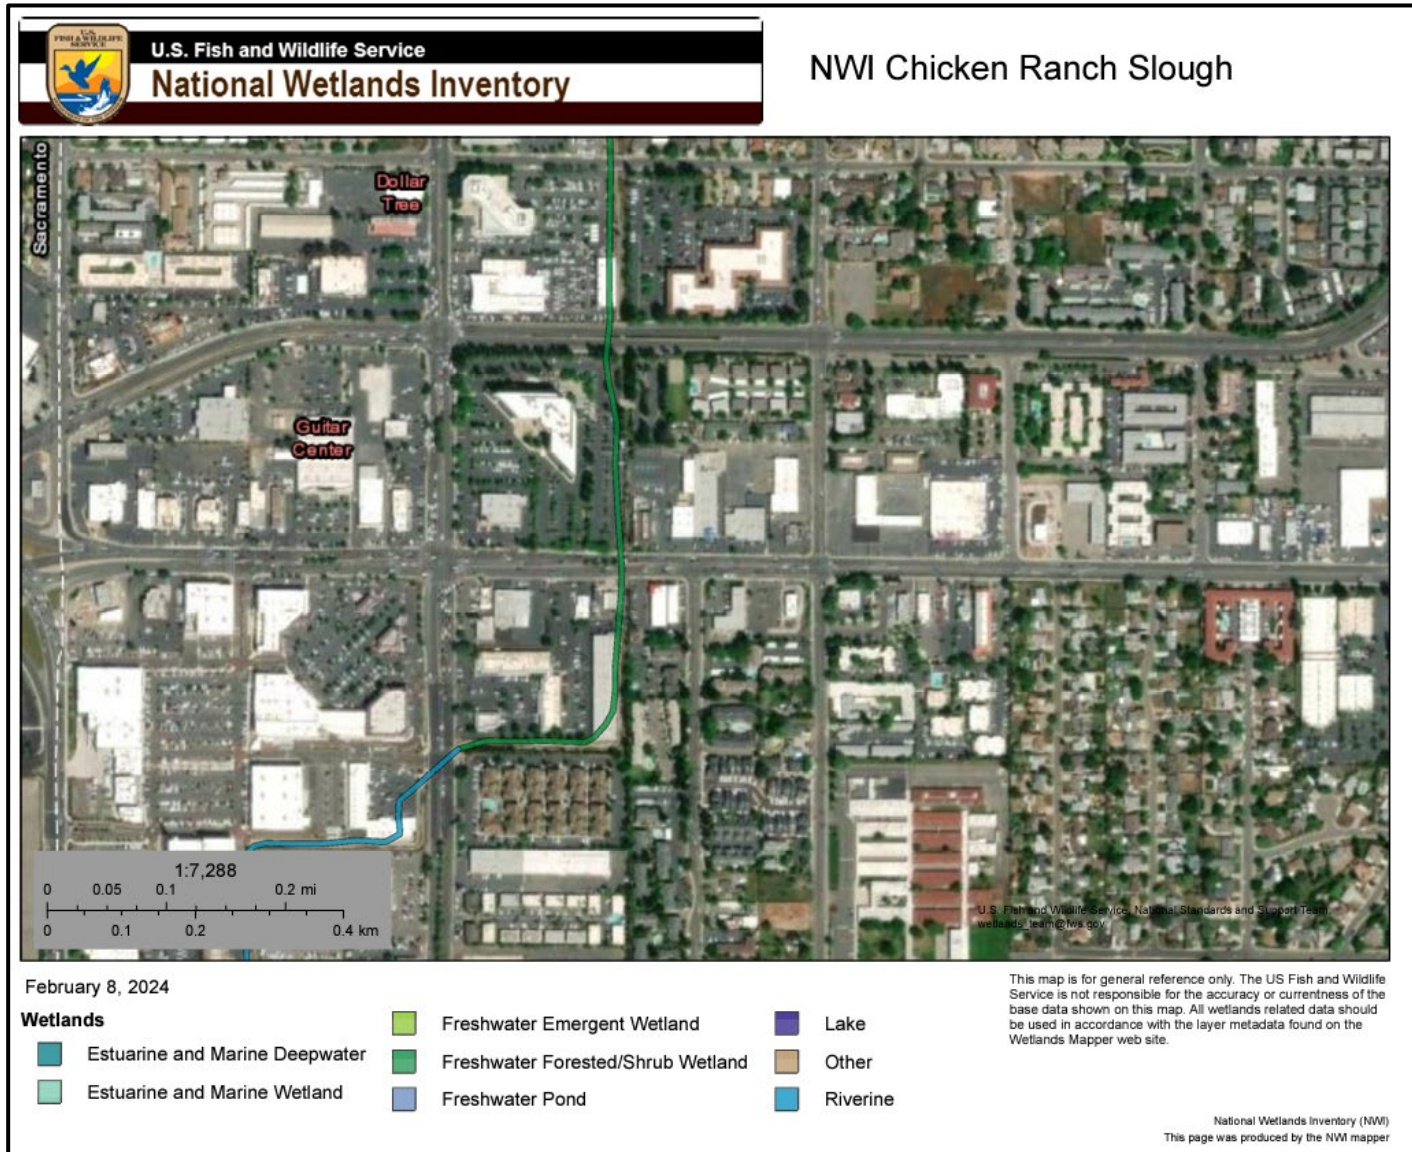 U.S.
FISH & WILDLIFE
SERVICE
U.S. Fish and Wildlife Service
National Wetlands Inventory
NWI Chicken Ranch Slough
Sacramento
Dollar
Tree
Guitar
Center
1:7,288
0 0.05 0.1 0.2 mi
0 0.1 0.2 0.4 km
U.S. Fish and Wildlife Service, National Standards and Support Team,
wetlands_team@fws.gov
February 8, 2024
Wetlands
Estuarine and Marine Deepwater
Estuarine and Marine Wetland
Freshwater Emergent Wetland
Freshwater Forested/Shrub Wetland
Freshwater Pond
Lake
Other
Riverine
This map is for general reference only. The US Fish and Wildlife
Service is not responsible for the accuracy or currentness of the
base data shown on this map. All wetlands related data should
be used in accordance with the layer metadata found on the
Wetlands Mapper web site.
National Wetlands Inventory (NWI)
This page was produced by the NWI mapper